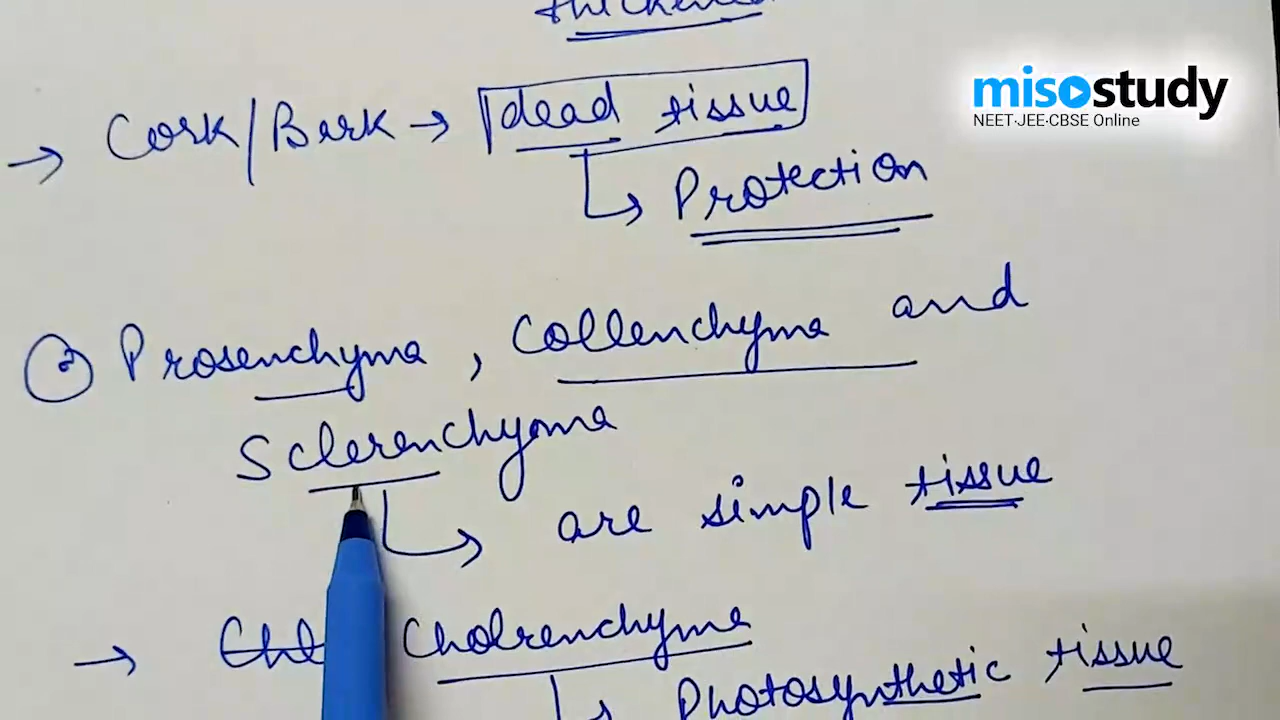 thickened
misostudy
NEET·JEE·CBSE Online
→ Cork/Bark → dead tissue
→ Protection
② Prosenchyma, Collenchyma and
Sclerenchyma
→ are simple tissue
→ Cholrenchyma
→ Photosynthetic tissue